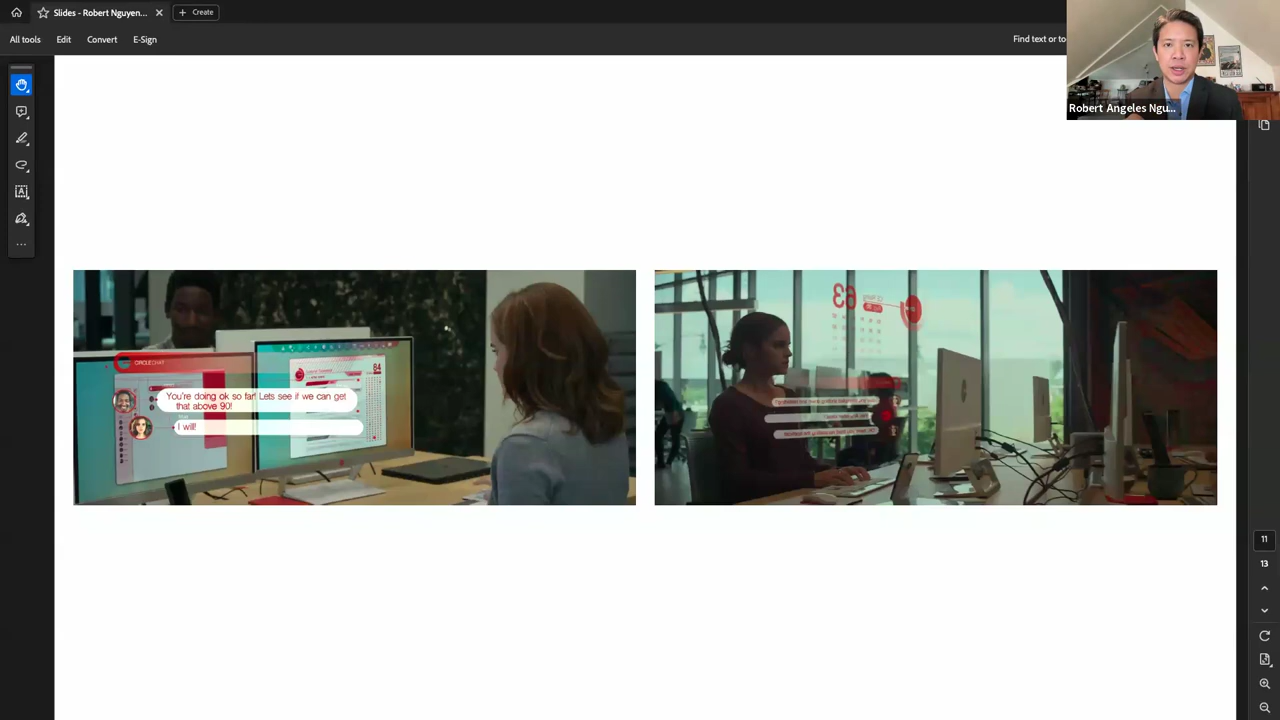 Slides - Robert Nguyen...
Create
All tools
Edit
Convert
E-Sign
Find text or to
Robert Angeles Ngu...
CIRCLECHAT
84
You're doing ok so far! Lets see if we can get
that above 90!
I will!
63
11
13